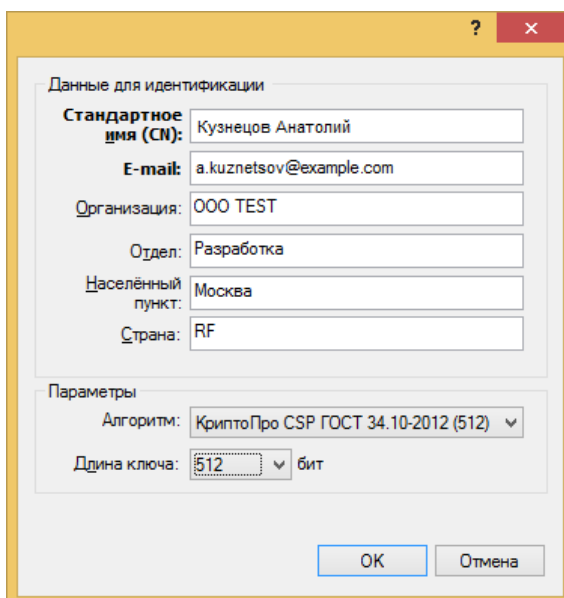 ?
×
Данные для идентификации
Стандартное
имя (CN):
Кузнецов Анатолий
E-mail:
a.kuznetsov@example.com
Организация:
ООО TEST
Отдел:
Разработка
Населённый
пункт:
Москва
Страна:
RF
Параметры
Алгоритм:
КриптоПро CSP ГОСТ 34.10-2012 (512)
Длина ключа:
512
бит
OK
Отмена